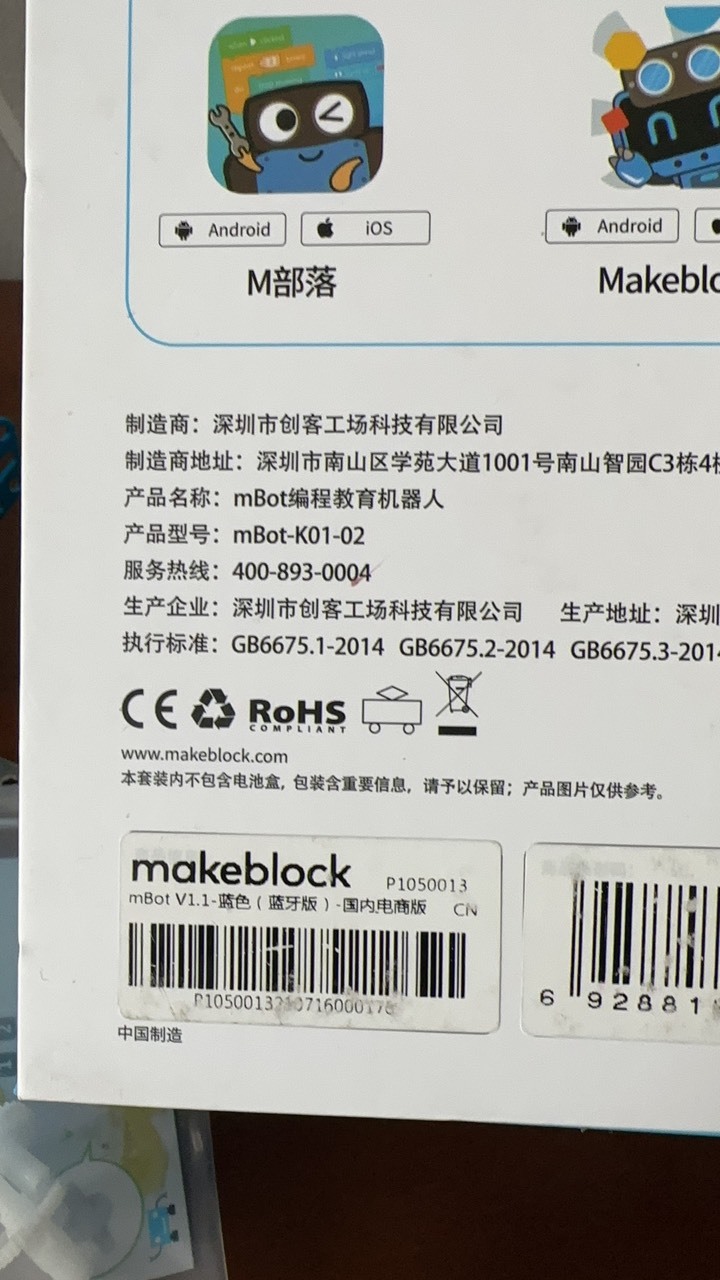 Android iOS Android
M部落 Makeblo
制造商：深圳市创客工场科技有限公司
制造商地址：深圳市南山区学苑大道1001号南山智园C3栋4
产品名称：mBot编程教育机器人
产品型号：mBot-K01-02
服务热线：400-893-0004
生产企业：深圳市创客工场科技有限公司 生产地址：深圳
执行标准：GB6675.1-2014 GB6675.2-2014 GB6675.3-201
CE RoHS
COMPLIANT
www.makeblock.com
本套装内不包含电池盒, 包装含重要信息，请予以保留；产品图片仅供参考。
makeblock P1050013
mBot V1.1-蓝色（蓝牙版）-国内电商版 CN
6 92881
中国制造